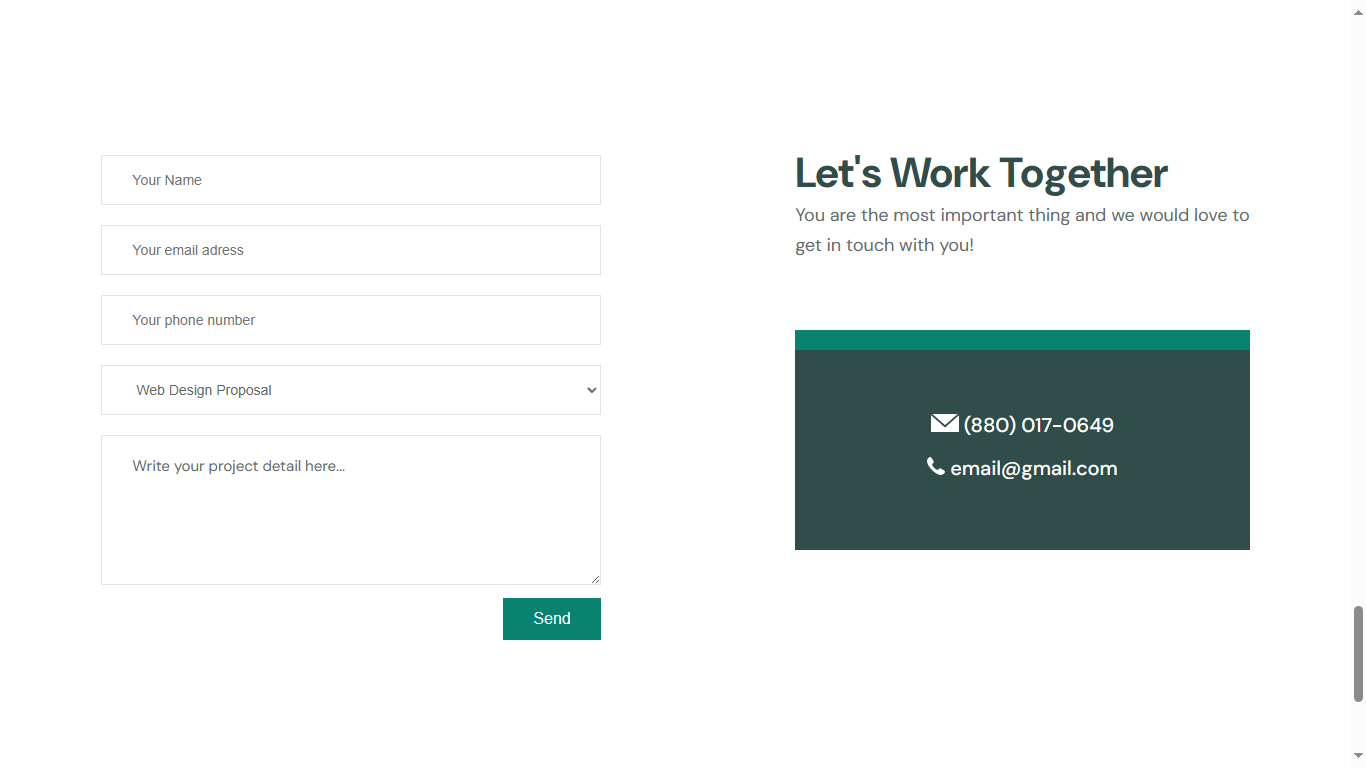 Your Name
Your email adress
Your phone number
Web Design Proposal
Write your project detail here...
Send
Let's Work Together
You are the most important thing and we would love to
get in touch with you!
(880) 017-0649
email@gmail.com